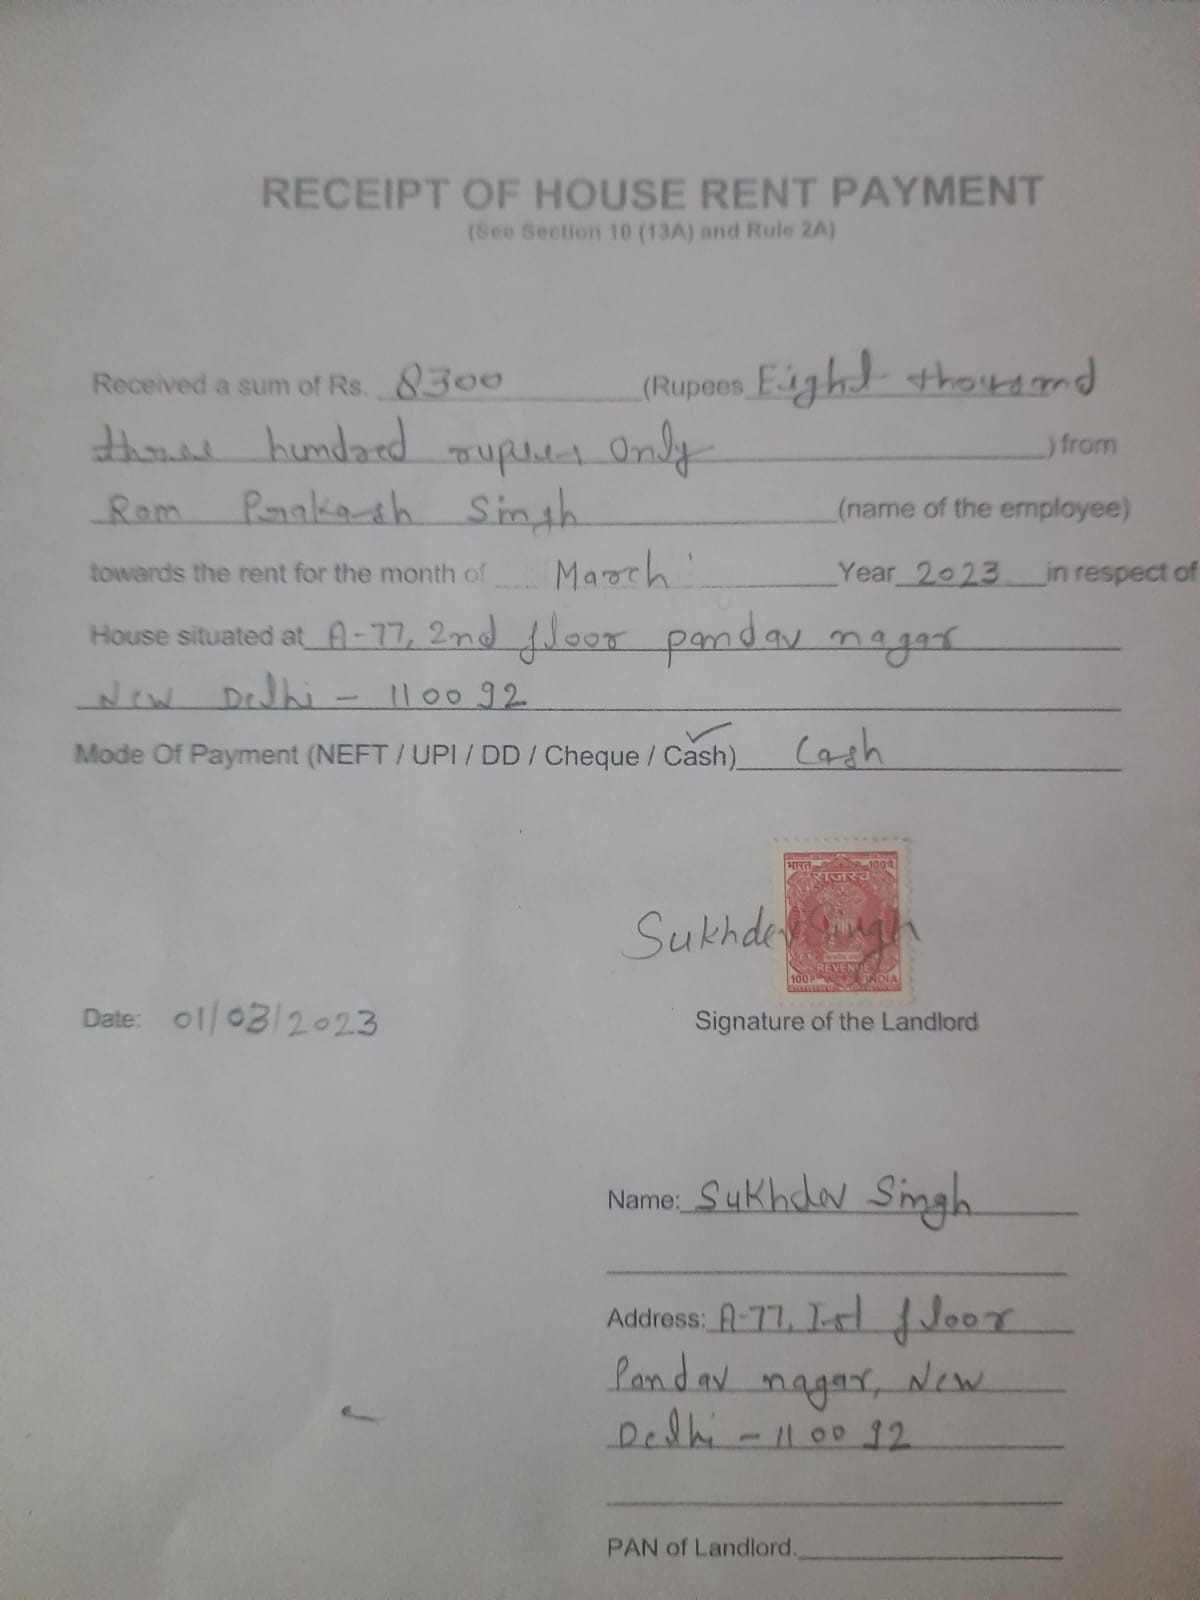 RECEIPT OF HOUSE RENT PAYMENT
(See Section 10 (13A) and Rule 2A)
Received a sum of Rs. 8300 (Rupees Eight thousand
three hundred rupees Only ) from
Ram Prakash Singh (name of the employee)
towards the rent for the month of March Year 2023 in respect of
House situated at A-77, 2nd floor pandav nagar
New Delhi - 110092
Mode Of Payment (NEFT / UPI / DD / Cheque / Cash) Cash
भारत 100पै
राजस्व
Sukhdev Singh
REVENUE
100P INDIA
Date: 01/03/2023
Signature of the Landlord
Name: Sukhdev Singh
Address: A-77, Ist floor
Pandav nagar, New
Delhi - 110092
PAN of Landlord.